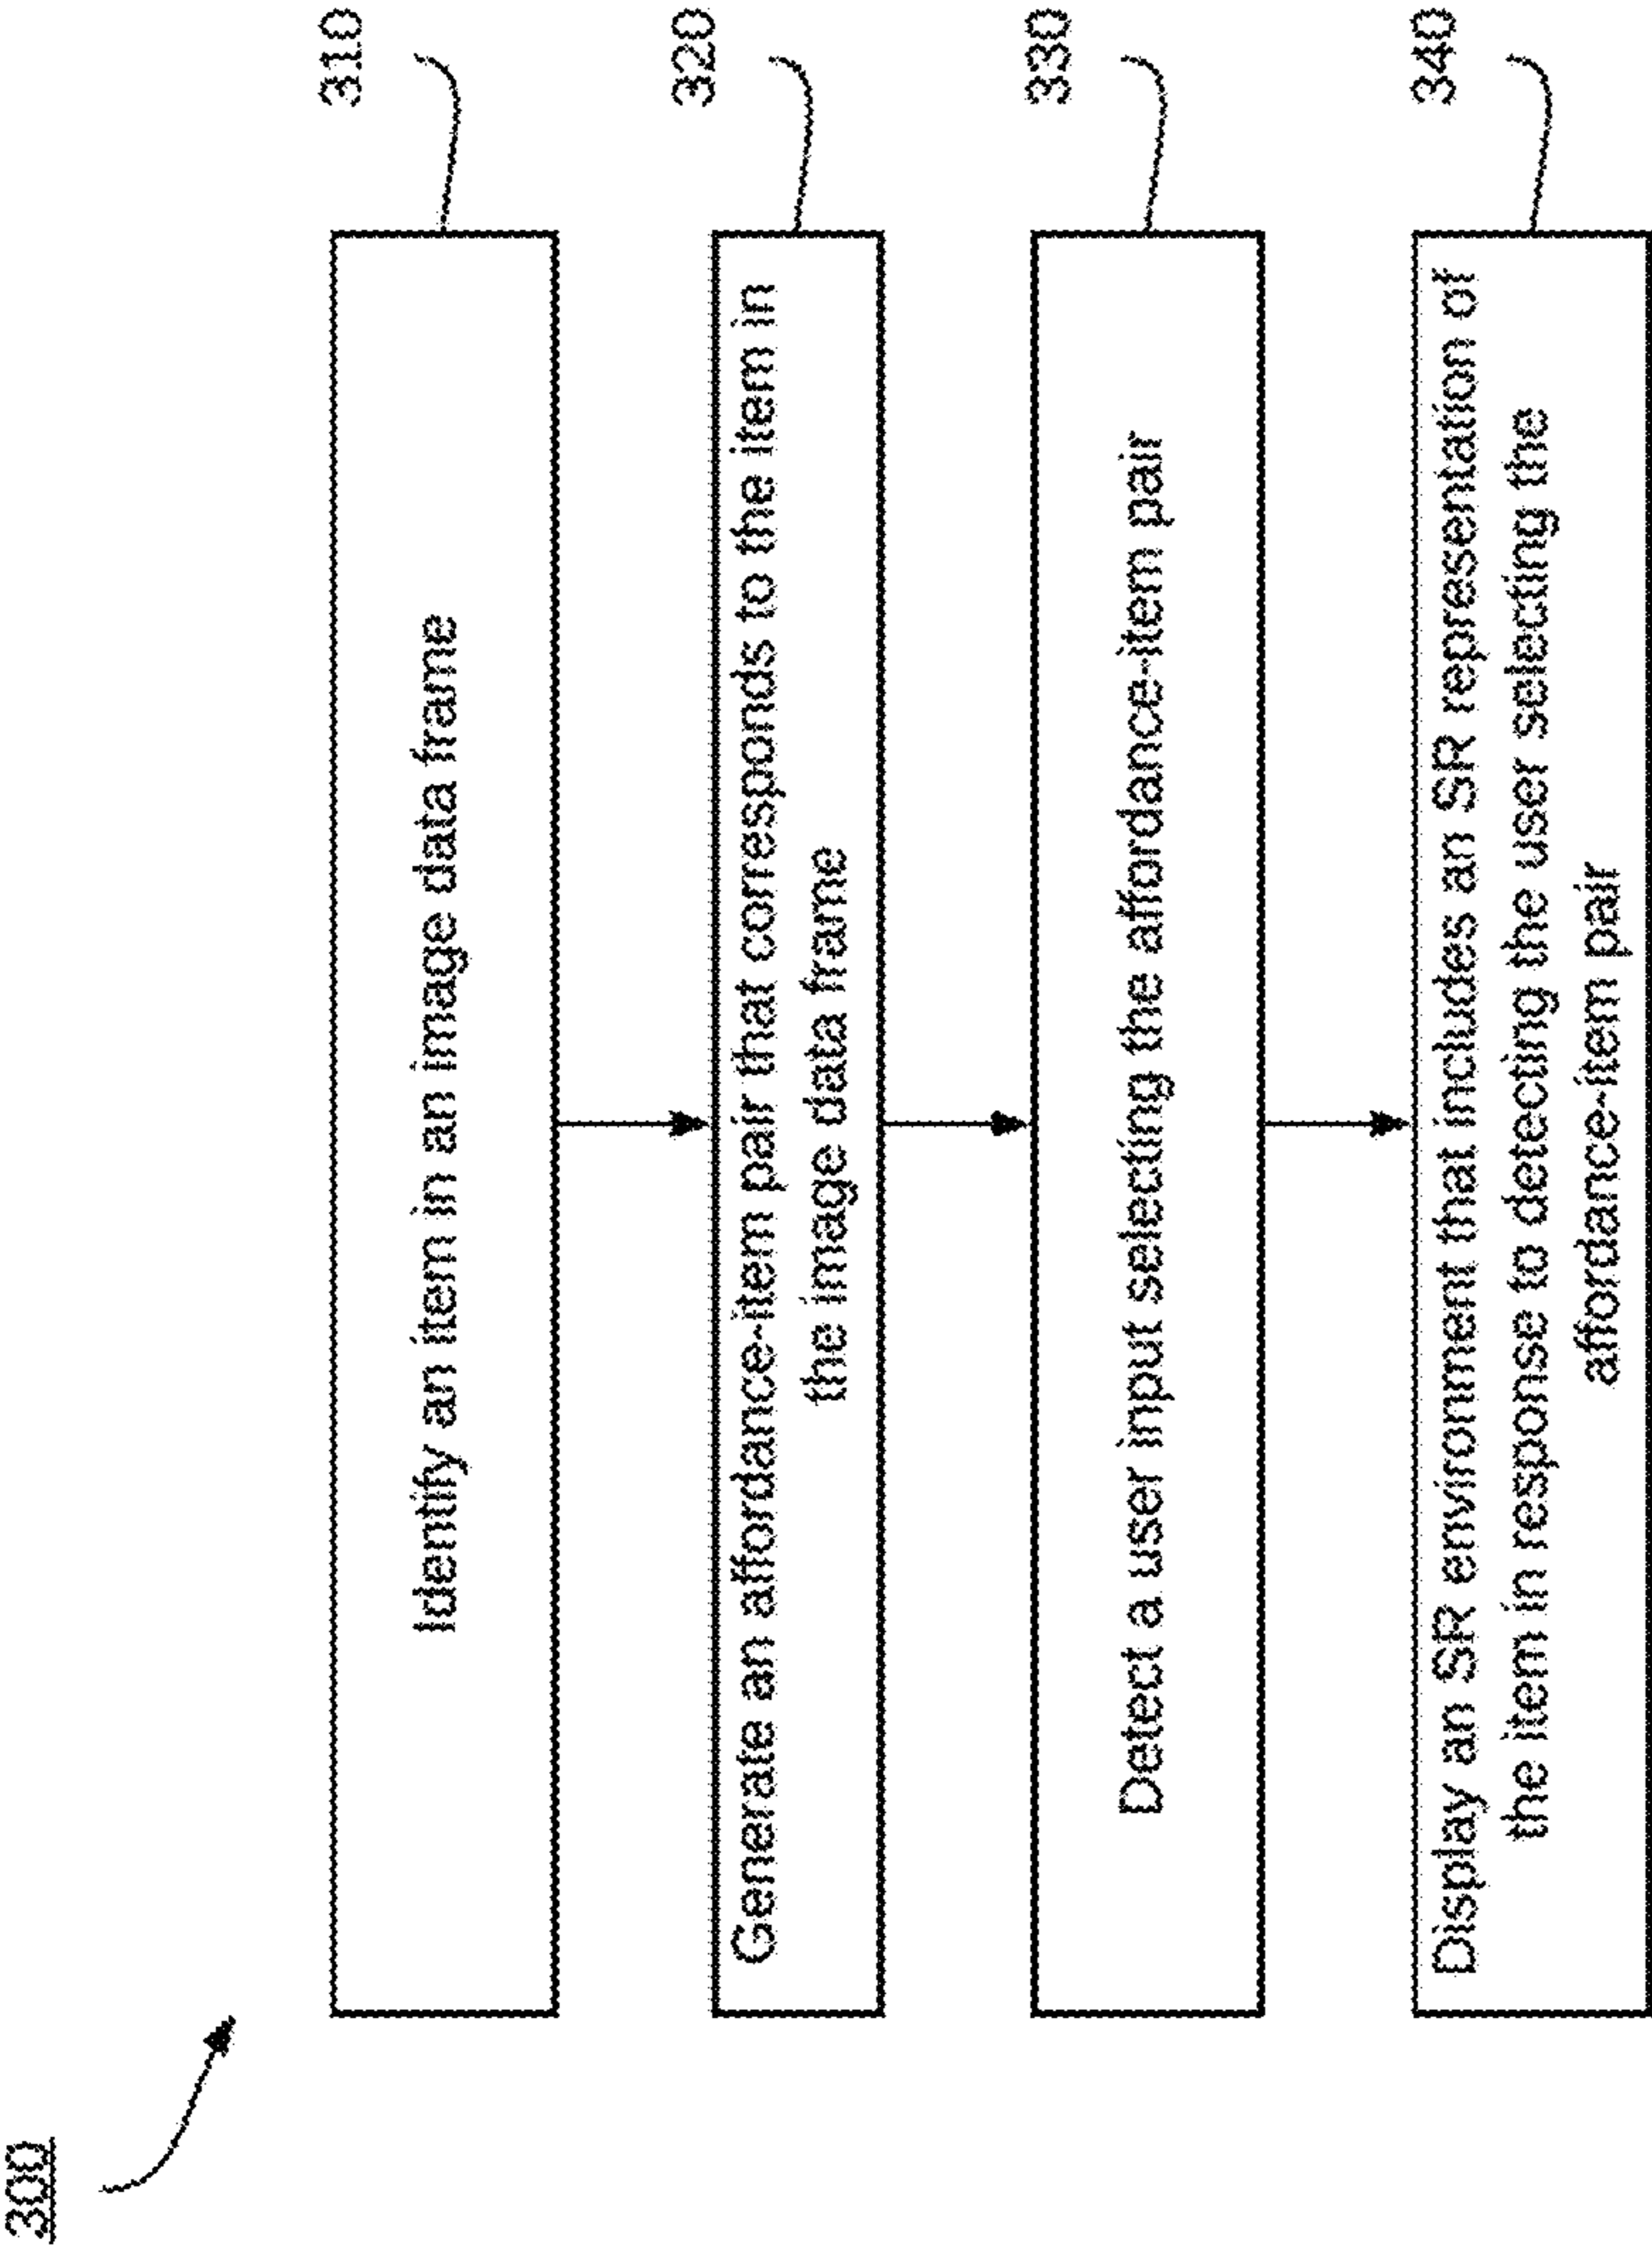 300
310
Identify an item in an image data frame
320
Generate an affordance-item pair that corresponds to the item in
the image data frame
330
Detect a user input selecting the affordance-item pair
340
Display an SR environment that includes an SR representation of
the item in response to detecting the user selecting the
affordance-item pair